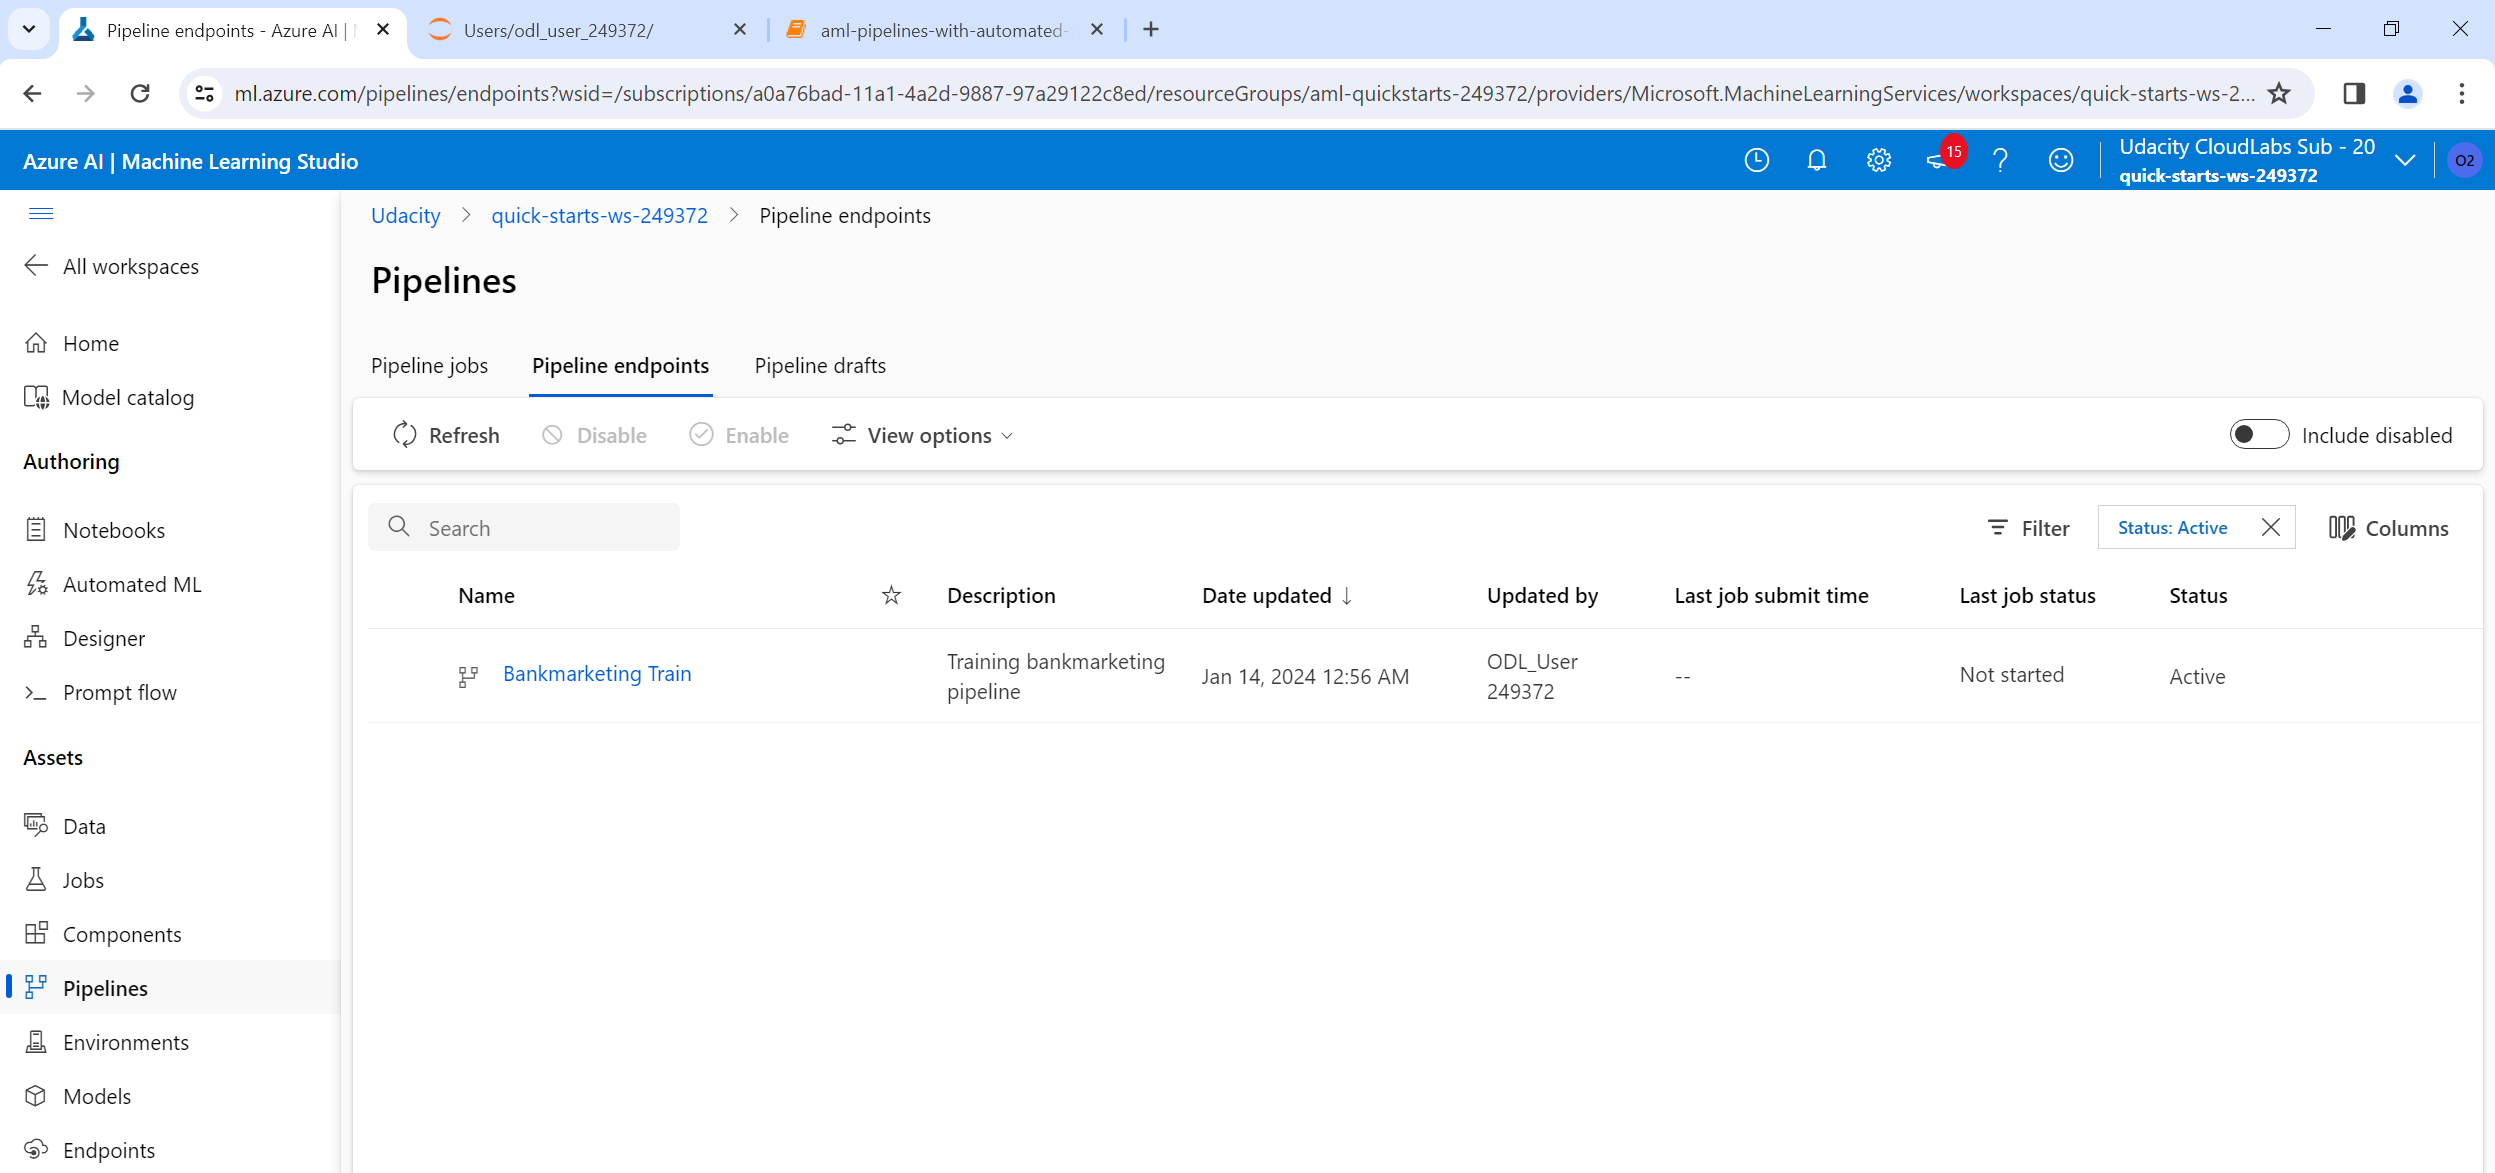 Pipeline endpoints - Azure AI |
Users/odl_user_249372/
aml-pipelines-with-automated-
ml.azure.com/pipelines/endpoints?wsid=/subscriptions/a0a76bad-11a1-4a2d-9887-97a29122c8ed/resourceGroups/aml-quickstarts-249372/providers/Microsoft.MachineLearningServices/workspaces/quick-starts-ws-2...
Azure AI | Machine Learning Studio
15
Udacity CloudLabs Sub - 20
quick-starts-ws-249372
O2
All workspaces
Home
Model catalog
Authoring
Notebooks
Automated ML
Designer
Prompt flow
Assets
Data
Jobs
Components
Pipelines
Environments
Models
Endpoints
Udacity > quick-starts-ws-249372 > Pipeline endpoints
Pipelines
Pipeline jobs Pipeline endpoints Pipeline drafts
Refresh Disable Enable View options Include disabled
Search Filter Status: Active Columns
Name Description Date updated ↓ Updated by Last job submit time Last job status Status
Bankmarketing Train
Training bankmarketing
pipeline
Jan 14, 2024 12:56 AM
ODL_User
249372
--
Not started
Active